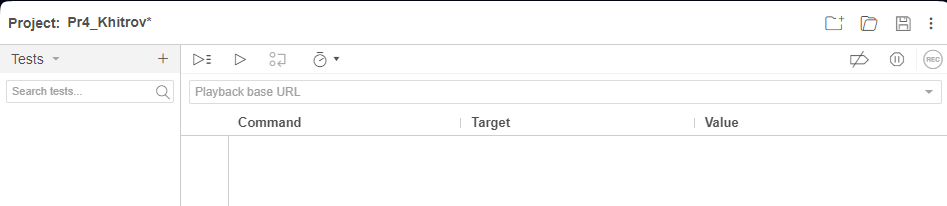 Project: Pr4_Khitrov*
Tests
REC
Search tests...
Playback base URL
Command Target Value